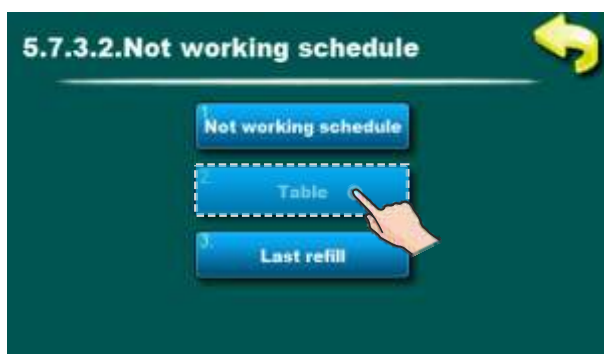 5.7.3.2.Not working schedule
1.
Not working schedule
2.
Table
3.
Last refill